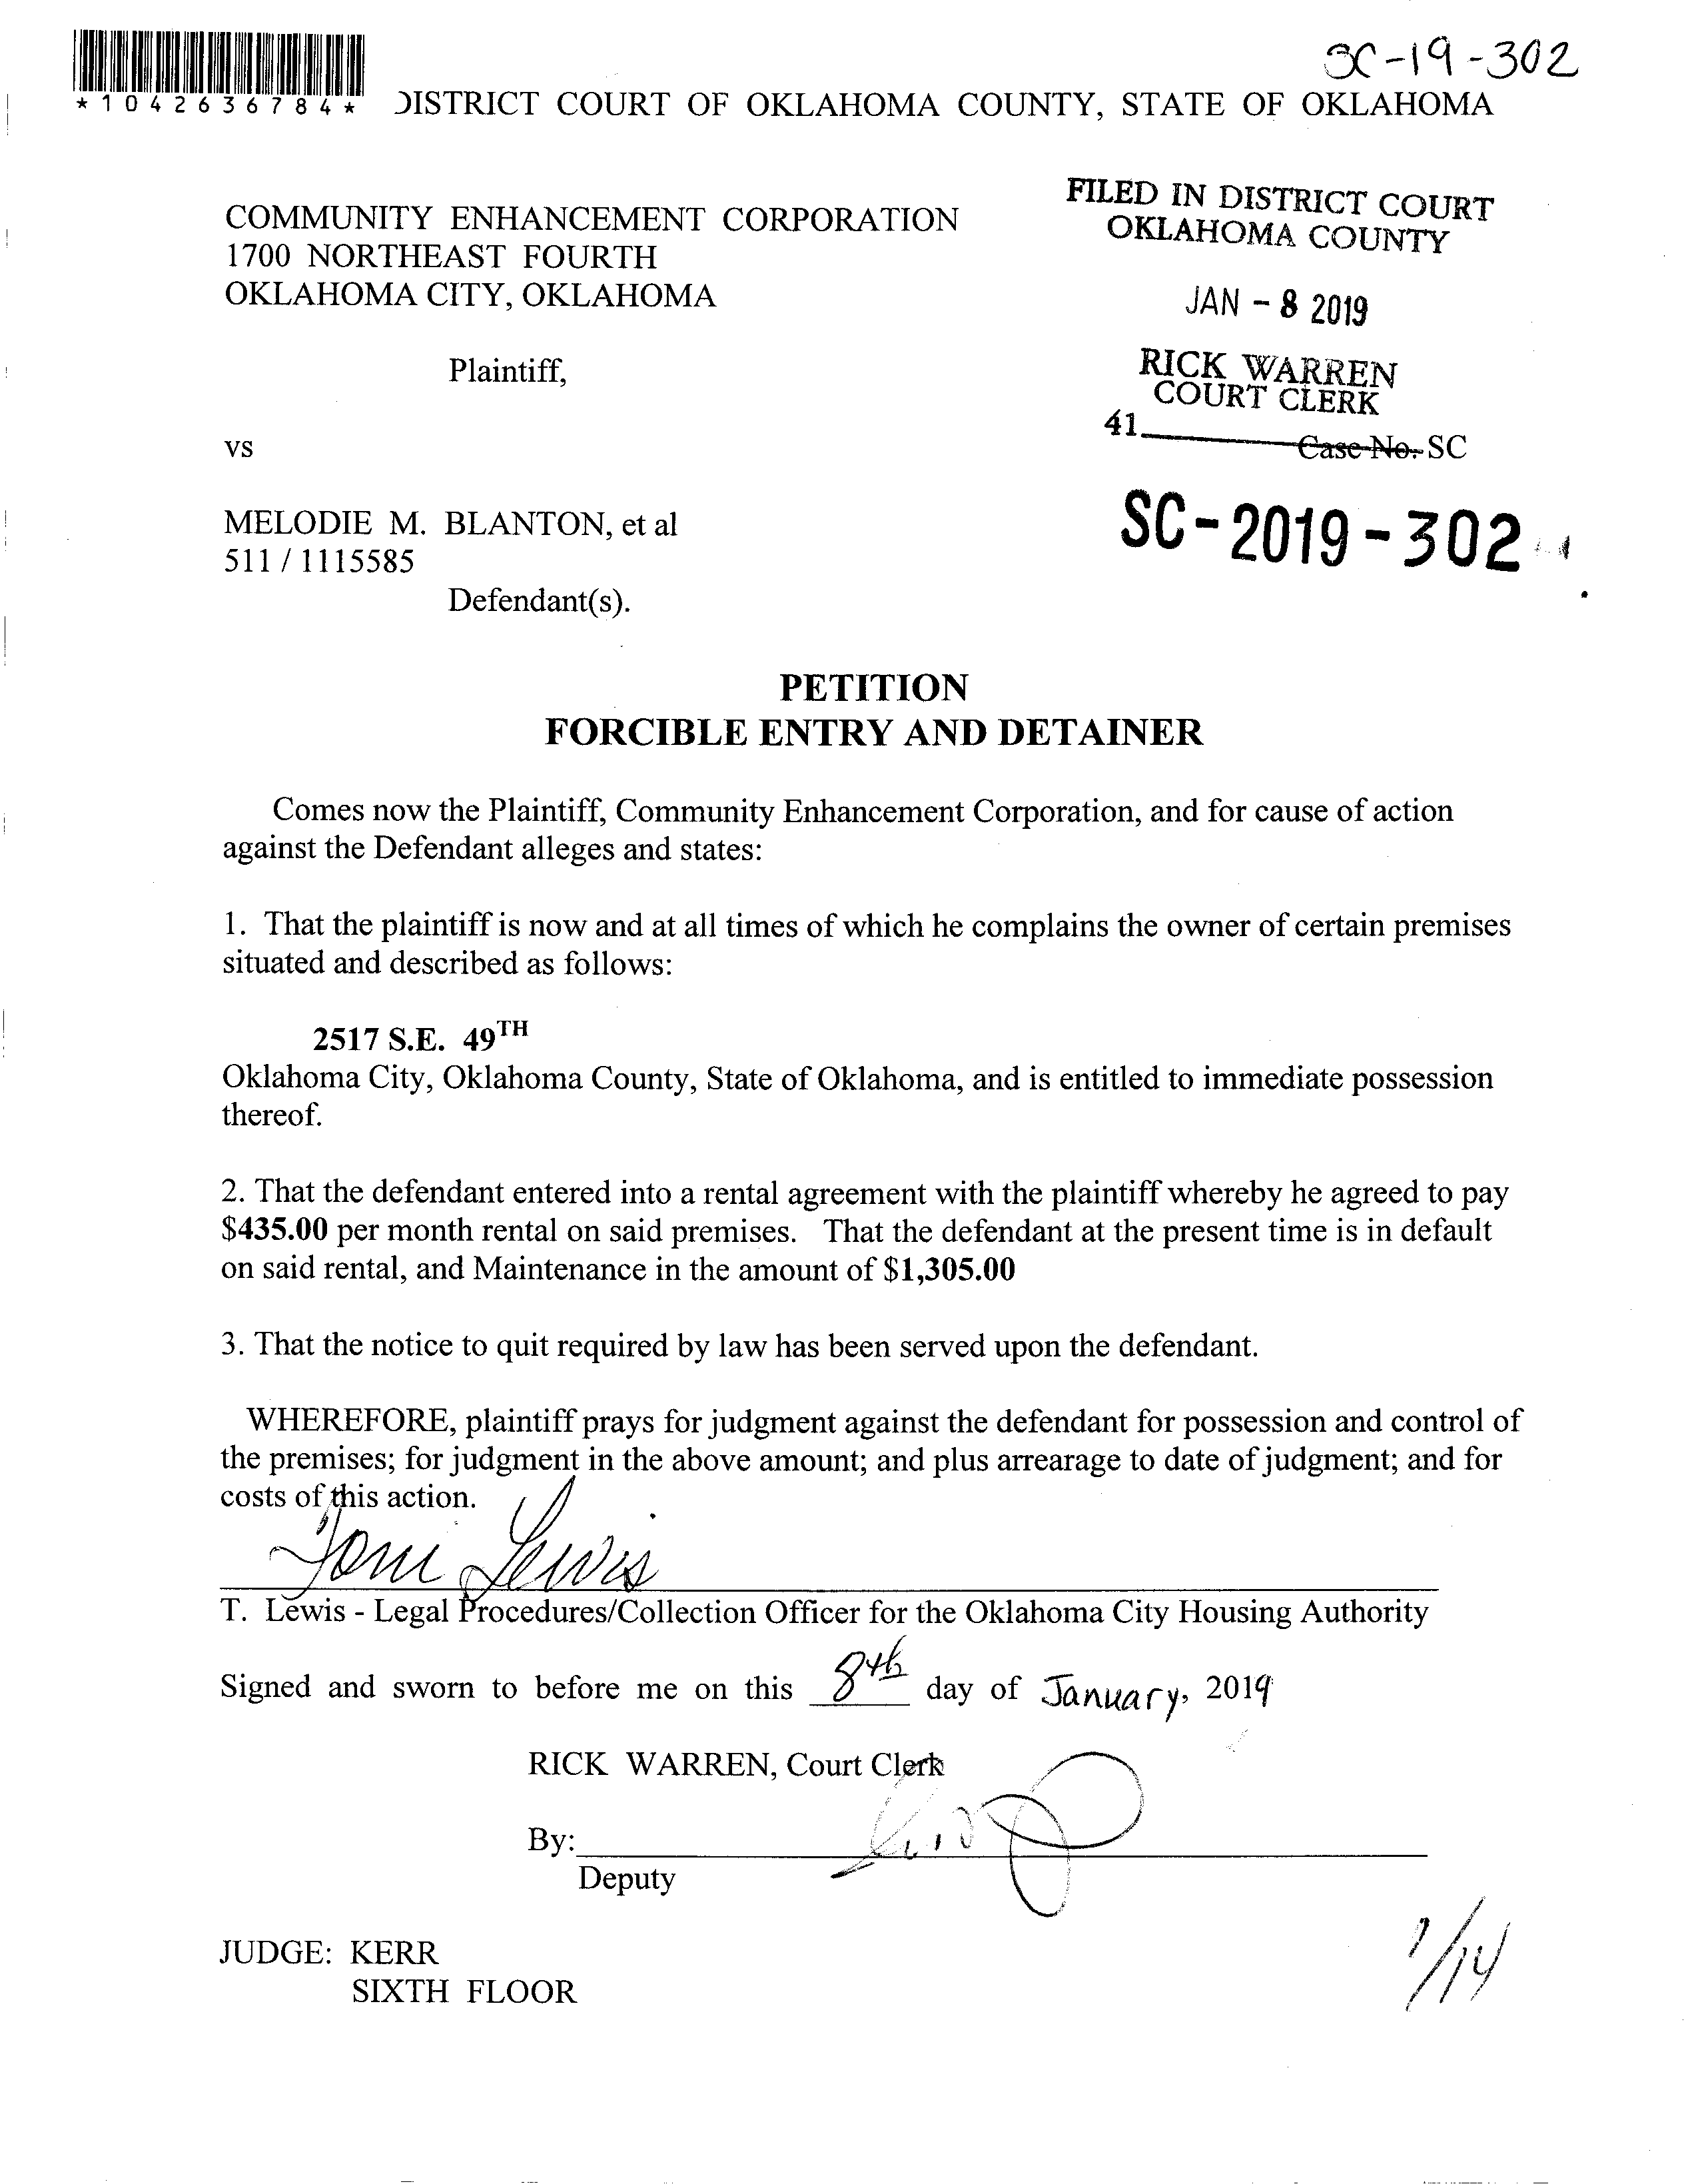 SC-19-302
*1042636784*
DISTRICT COURT OF OKLAHOMA COUNTY, STATE OF OKLAHOMA
COMMUNITY ENHANCEMENT CORPORATION
1700 NORTHEAST FOURTH
OKLAHOMA CITY, OKLAHOMA
Plaintiff,
vs
MELODIE M. BLANTON, et al
511 / 1115585
Defendant(s).
FILED IN DISTRICT COURT
OKLAHOMA COUNTY
JAN - 8 2019
RICK WARREN
COURT CLERK
41
Case No. SC
SC-2019-302
PETITION
FORCIBLE ENTRY AND DETAINER
Comes now the Plaintiff, Community Enhancement Corporation, and for cause of action
against the Defendant alleges and states:
1. That the plaintiff is now and at all times of which he complains the owner of certain premises
situated and described as follows:
2517 S.E. 49TH
Oklahoma City, Oklahoma County, State of Oklahoma, and is entitled to immediate possession
thereof.
2. That the defendant entered into a rental agreement with the plaintiff whereby he agreed to pay
$435.00 per month rental on said premises. That the defendant at the present time is in default
on said rental, and Maintenance in the amount of $1,305.00
3. That the notice to quit required by law has been served upon the defendant.
WHEREFORE, plaintiff prays for judgment against the defendant for possession and control of
the premises; for judgment in the above amount; and plus arrearage to date of judgment; and for
costs of this action.
Toni Lewis
T. Lewis - Legal Procedures/Collection Officer for the Oklahoma City Housing Authority
Signed and sworn to before me on this 8th day of January, 2019
RICK WARREN, Court Clerk
By:
Deputy
JUDGE: KERR
SIXTH FLOOR
1/14